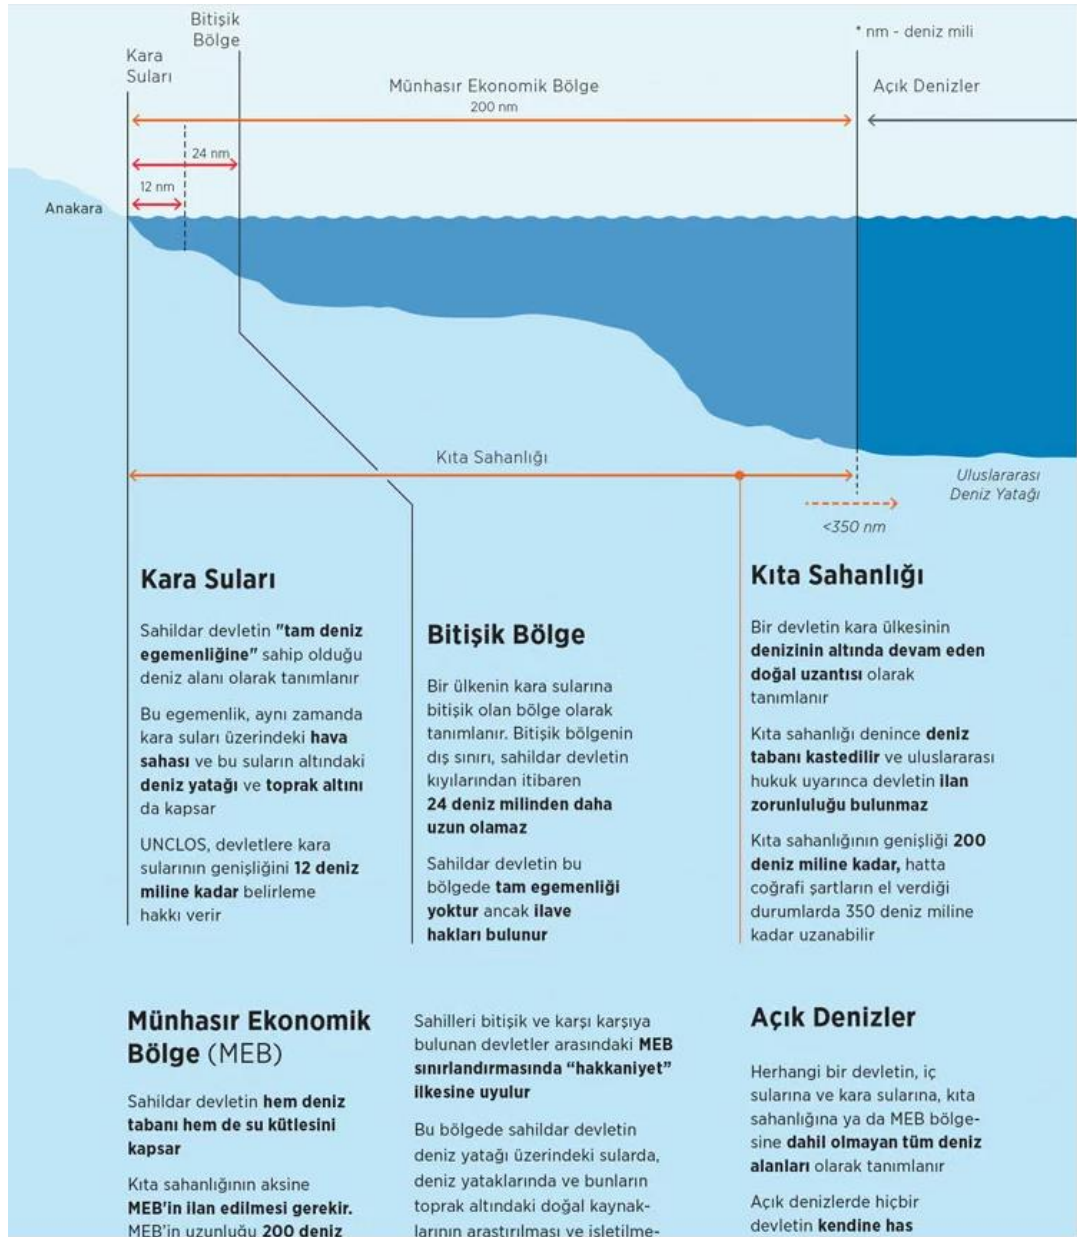 Bitişik
Bölge
* nm - deniz mili
Kara
Suları
Münhasır Ekonomik Bölge
200 nm
Açık Denizler
24 nm
12 nm
Anakara
Kıta Sahanlığı
Uluslararası
Deniz Yatağı
<350 nm
Kara Suları
Sahildar devletin "tam deniz
egemenliğine" sahip olduğu
deniz alanı olarak tanımlanır
Bu egemenlik, aynı zamanda
kara suları üzerindeki hava
sahası ve bu suların altındaki
deniz yatağı ve toprak altını
da kapsar
UNCLOS, devletlere kara
sularının genişliğini 12 deniz
miline kadar belirleme
hakkı verir
Bitişik Bölge
Bir ülkenin kara sularına
bitişik olan bölge olarak
tanımlanır. Bitişik bölgenin
dış sınırı, sahildar devletin
kıyılarından itibaren
24 deniz milinden daha
uzun olamaz
Sahildar devletin bu
bölgede tam egemenliği
yoktur ancak ilave
hakları bulunur
Kıta Sahanlığı
Bir devletin kara ülkesinin
denizinin altında devam eden
doğal uzantısı olarak
tanımlanır
Kıta sahanlığı denince deniz
tabanı kastedilir ve uluslararası
hukuk uyarınca devletin ilan
zorunluluğu bulunmaz
Kıta sahanlığının genişliği 200
deniz miline kadar, hatta
coğrafi şartların el verdiği
durumlarda 350 deniz miline
kadar uzanabilir
Münhasır Ekonomik
Bölge (MEB)
Sahildar devletin hem deniz
tabanı hem de su kütlesini
kapsar
Kıta sahanlığının aksine
MEB'in ilan edilmesi gerekir.
MEB'in uzunluğu 200 deniz
Sahilleri bitişik ve karşı karşıya
bulunan devletler arasındaki MEB
sınırlandırmasında “hakkaniyet”
ilkesine uyulur
Bu bölgede sahildar devletin
deniz yatağı üzerindeki sularda,
deniz yataklarında ve bunların
toprak altındaki doğal kaynak-
larının araştırılması ve işletilme-
Açık Denizler
Herhangi bir devletin, iç
sularına ve kara sularına, kıta
sahanlığına ya da MEB bölge-
sine dahil olmayan tüm deniz
alanları olarak tanımlanır
Açık denizlerde hiçbir
devletin kendine has